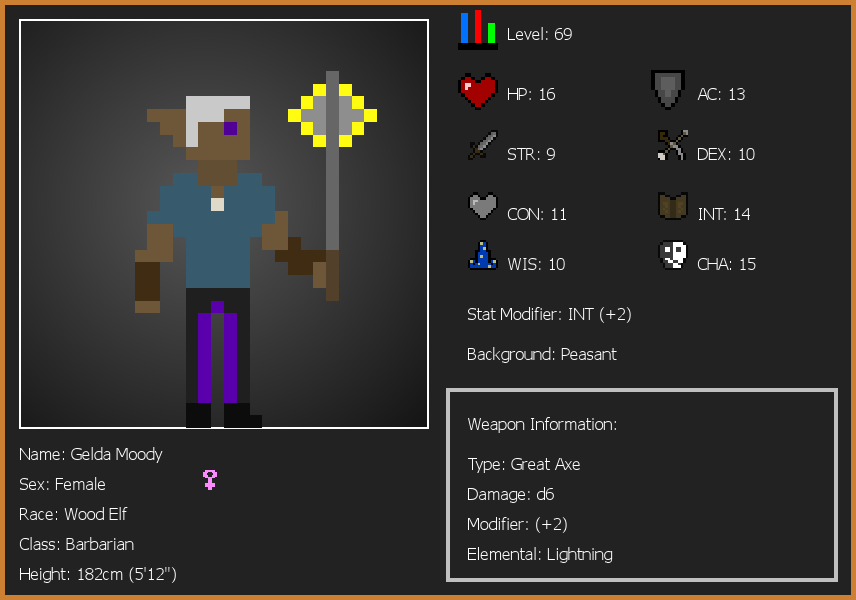 Level: 69
HP: 16
AC: 13
STR: 9
DEX: 10
CON: 11
INT: 14
WIS: 10
CHA: 15
Stat Modifier: INT (+2)
Background: Peasant
Weapon Information:
Type: Great Axe
Damage: d6
Modifier: (+2)
Elemental: Lightning
Name: Gelda Moody
Sex: Female
Race: Wood Elf
Class: Barbarian
Height: 182cm (5'12")